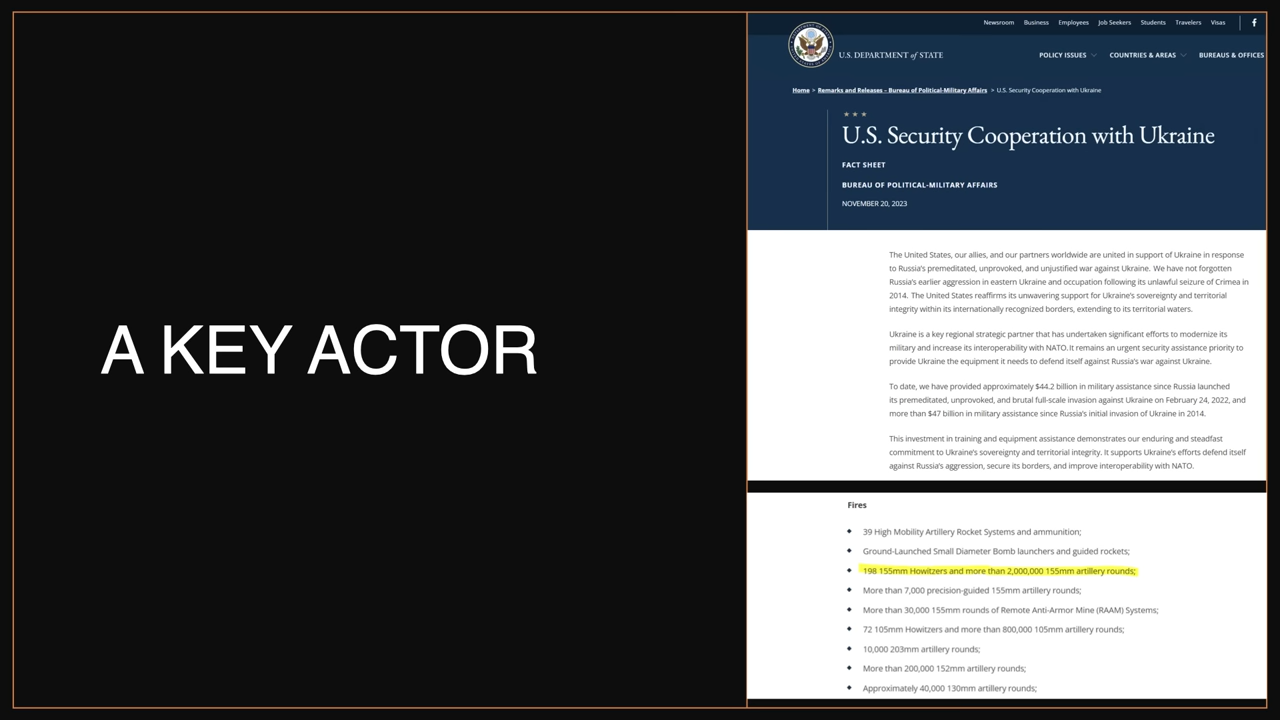 A KEY ACTOR
Newsroom Business Employees Job Seekers Students Travelers Visas
U.S. DEPARTMENT of STATE
POLICY ISSUES COUNTRIES & AREAS BUREAUS & OFFICES
Home > Remarks and Releases – Bureau of Political-Military Affairs > U.S. Security Cooperation with Ukraine
U.S. Security Cooperation with Ukraine
FACT SHEET
BUREAU OF POLITICAL-MILITARY AFFAIRS
NOVEMBER 20, 2023
The United States, our allies, and our partners worldwide are united in support of Ukraine in response
to Russia's premeditated, unprovoked, and unjustified war against Ukraine. We have not forgotten
Russia's earlier aggression in eastern Ukraine and occupation following its unlawful seizure of Crimea in
2014. The United States reaffirms its unwavering support for Ukraine's sovereignty and territorial
integrity within its internationally recognized borders, extending to its territorial waters.
Ukraine is a key regional strategic partner that has undertaken significant efforts to modernize its
military and increase its interoperability with NATO. It remains an urgent security assistance priority to
provide Ukraine the equipment it needs to defend itself against Russia's war against Ukraine.
To date, we have provided approximately $44.2 billion in military assistance since Russia launched
its premeditated, unprovoked, and brutal full-scale invasion against Ukraine on February 24, 2022, and
more than $47 billion in military assistance since Russia's initial invasion of Ukraine in 2014.
This investment in training and equipment assistance demonstrates our enduring and steadfast
commitment to Ukraine's sovereignty and territorial integrity. It supports Ukraine's efforts defend itself
against Russia's aggression, secure its borders, and improve interoperability with NATO.
Fires
39 High Mobility Artillery Rocket Systems and ammunition;
Ground-Launched Small Diameter Bomb launchers and guided rockets;
198 155mm Howitzers and more than 2,000,000 155mm artillery rounds;
More than 7,000 precision-guided 155mm artillery rounds;
More than 30,000 155mm rounds of Remote Anti-Armor Mine (RAAM) Systems;
72 105mm Howitzers and more than 800,000 105mm artillery rounds;
10,000 203mm artillery rounds;
More than 200,000 152mm artillery rounds;
Approximately 40,000 130mm artillery rounds;